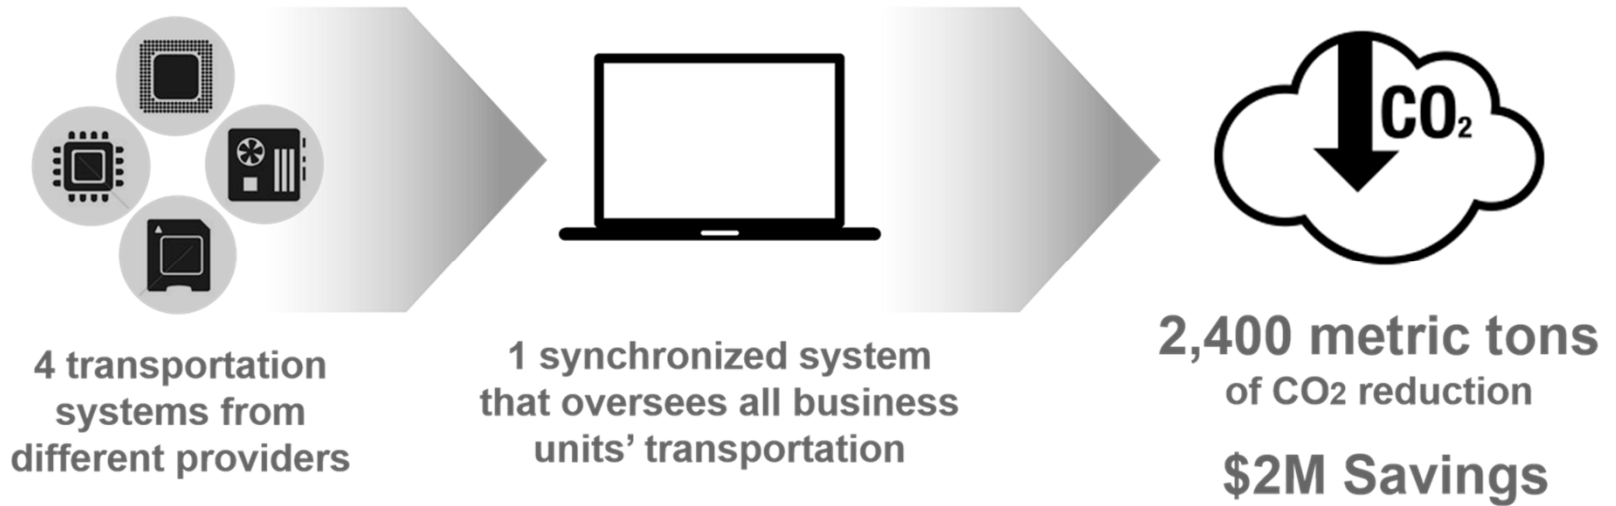 4 transportation
systems from
different providers
1 synchronized system
that oversees all business
units’ transportation
CO2
2,400 metric tons
of CO2 reduction
$2M Savings